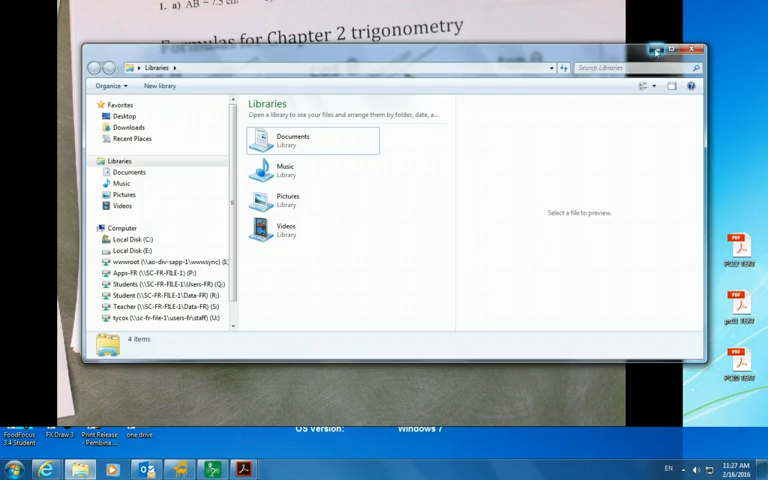 1. a) AB = 7.5 cm
Formulas for Chapter 2 trigonometry
Libraries
Search Libraries
Organize
New library
Favorites
Desktop
Downloads
Recent Places
Libraries
Documents
Music
Pictures
Videos
Computer
Local Disk (C:)
Local Disk (E:)
wwwroot (\\ao-div-sapp-1\wwwsync) (
Apps-FR (\\SC-FR-FILE-1) (P:)
Students (\\SC-FR-FILE-1\Users-FR) (Q:)
Student (\\SC-FR-FILE-1\Data-FR) (R:)
Teacher (\\SC-FR-FILE-1\Data-FR) (S:)
tycox (\\sc-fr-file-1\users-fr\staff) (U:)
Libraries
Open a library to see your files and arrange them by folder, date, a...
Documents
Library
Music
Library
Pictures
Library
Videos
Library
Select a file to preview.
4 items
PDF
TEXT
PDF
TEXT
PDF
TEXT
FoodFocus
3.4 Student
FX Draw 3
Print Release
- Pembina ...
one drive
OS Version:
Windows 7
EN
11:27 AM
2/16/2016